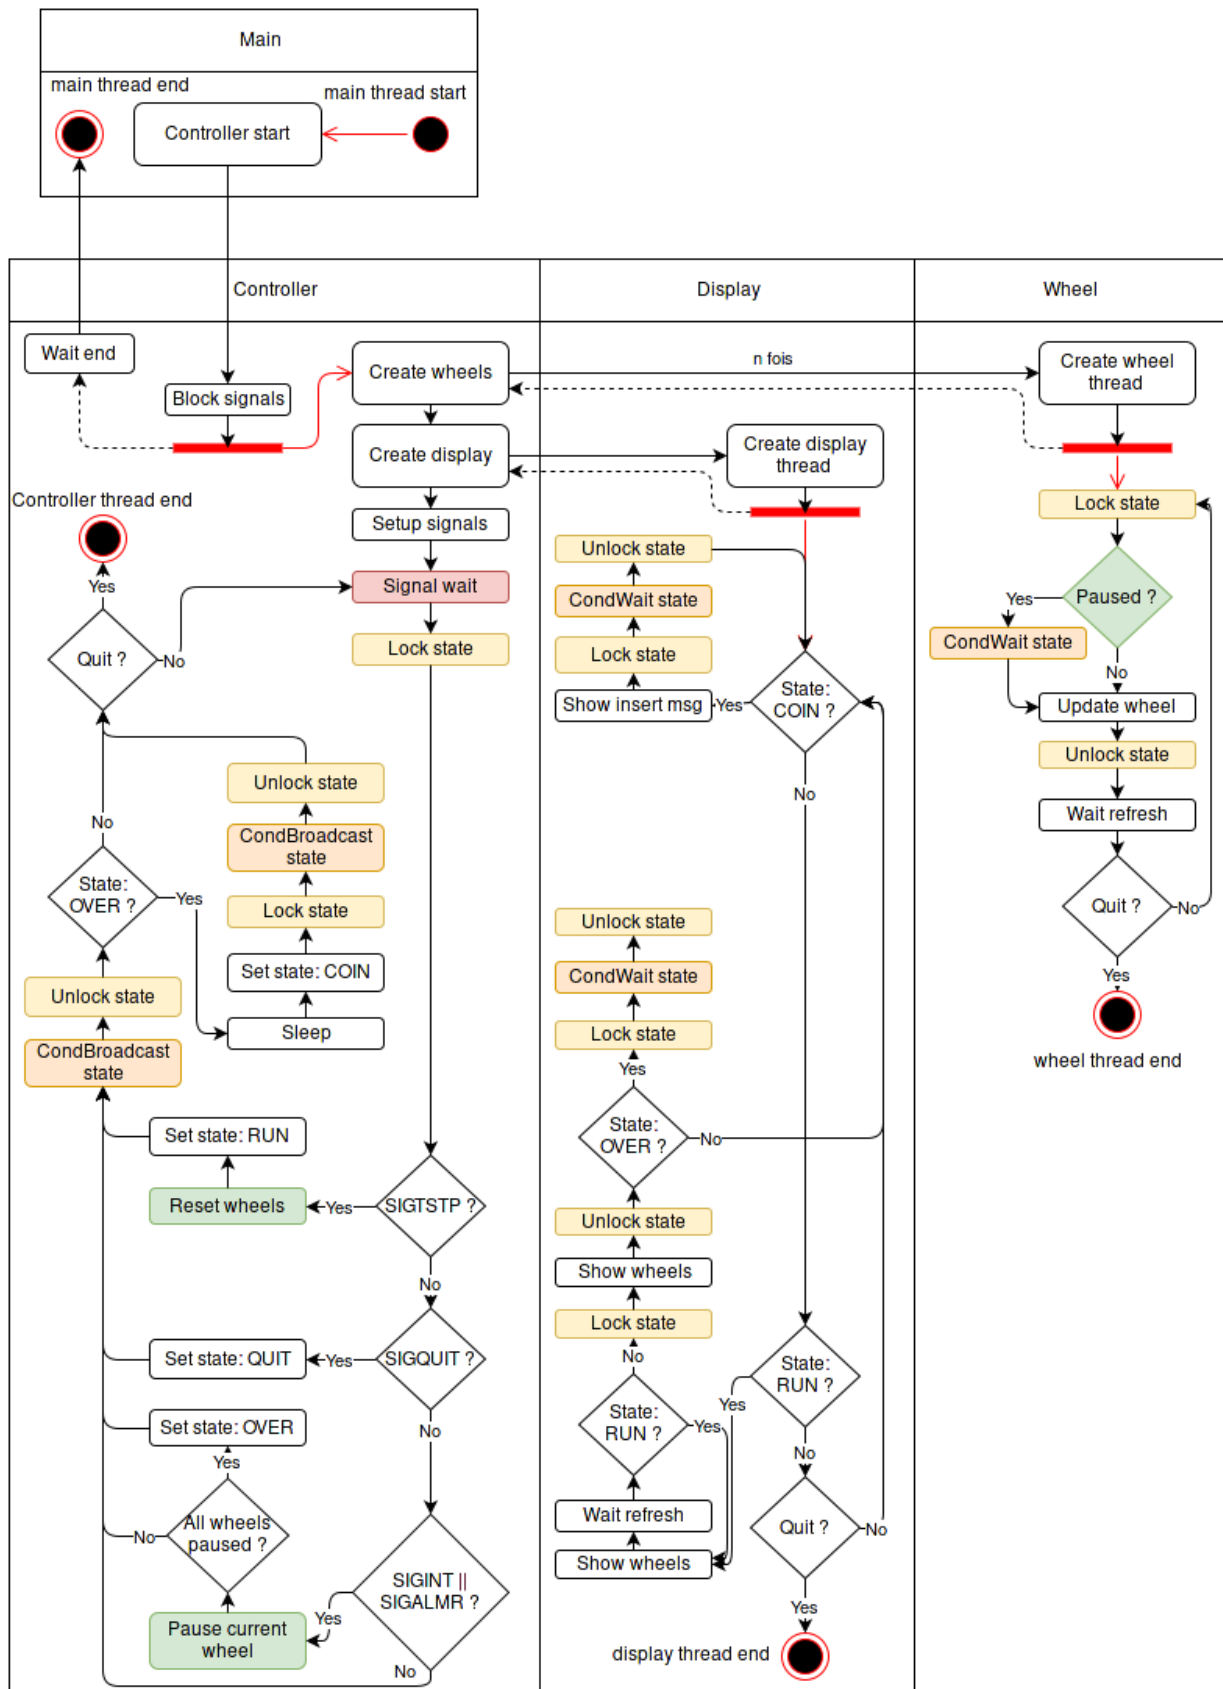 Main
main thread end
main thread start
Controller start
Controller
Display
Wheel
Wait end
Create wheels
n fois
Create wheel
thread
Block signals
Create display
Create display
thread
Controller thread end
Setup signals
Lock state
Unlock state
Yes
Signal wait
CondWait state
Yes
Paused ?
Quit ?
No
Lock state
Lock state
CondWait state
No
Show insert msg
Yes
State:
COIN ?
Update wheel
Unlock state
Unlock state
No
Wait refresh
No
CondBroadcast
state
State:
OVER ?
Yes
Lock state
Unlock state
Quit ?
No
Set state: COIN
CondWait state
Yes
Unlock state
Sleep
Lock state
CondBroadcast
state
Yes
wheel thread end
Set state: RUN
State:
OVER ?
No
Reset wheels
Yes
SIGTSTP ?
Unlock state
Show wheels
No
Lock state
Set state: QUIT
Yes
SIGQUIT ?
No
State:
RUN ?
Yes
Set state: OVER
No
State:
RUN ?
Yes
Yes
No
All wheels
paused ?
No
Wait refresh
Quit ?
No
Show wheels
SIGINT ||
SIGALMR ?
Yes
Pause current
wheel
Yes
No
display thread end